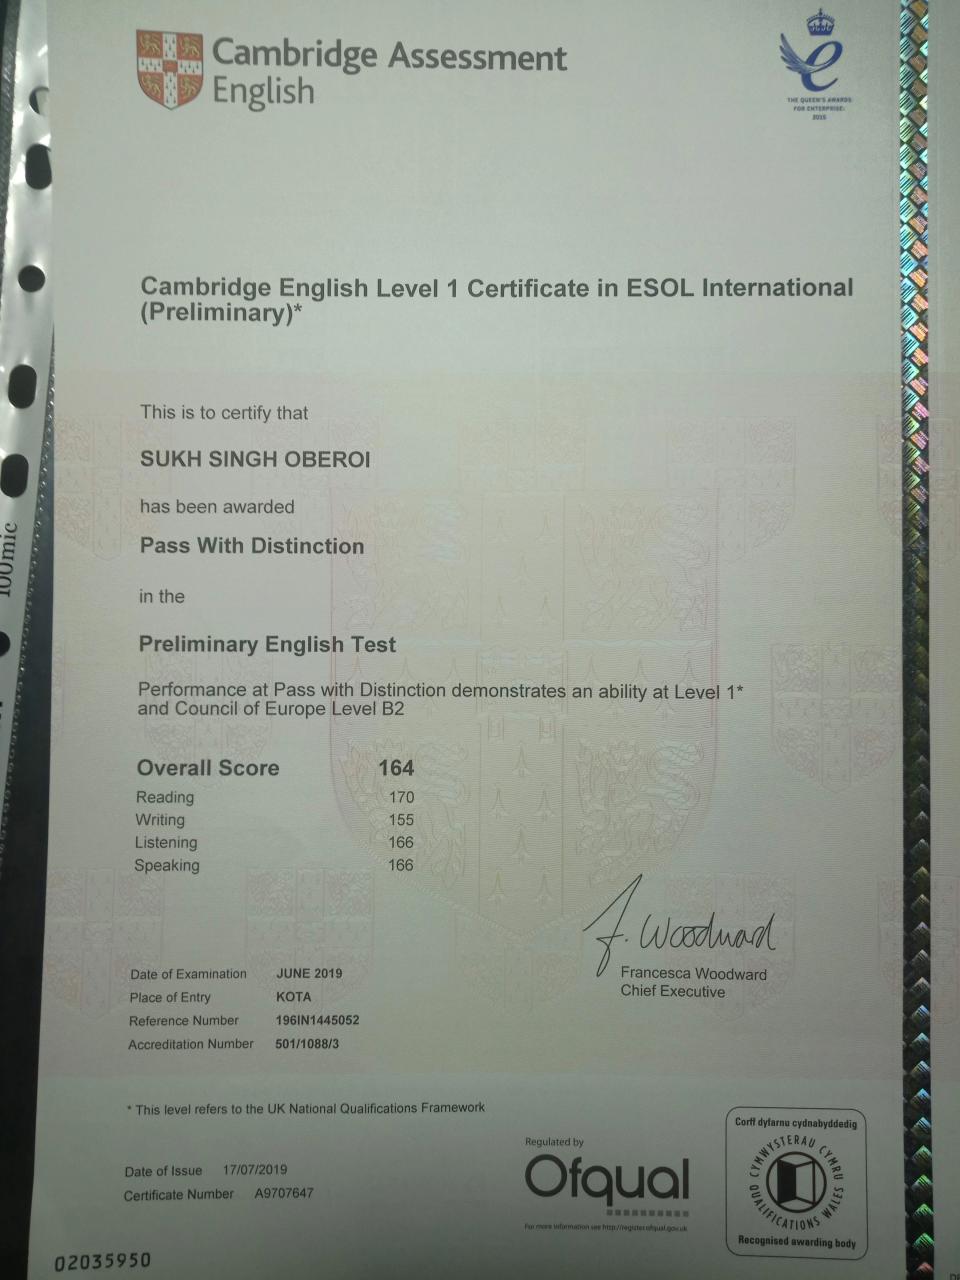 Cambridge Assessment
English
THE QUEEN'S AWARDS
FOR ENTERPRISE:
2015
Cambridge English Level 1 Certificate in ESOL International
(Preliminary)*
This is to certify that
SUKH SINGH OBEROI
has been awarded
Pass With Distinction
in the
Preliminary English Test
Performance at Pass with Distinction demonstrates an ability at Level 1*
and Council of Europe Level B2
Overall Score 164
Reading 170
Writing 155
Listening 166
Speaking 166
F. Woodward
Francesca Woodward
Chief Executive
Date of Examination JUNE 2019
Place of Entry KOTA
Reference Number 196IN1445052
Accreditation Number 501/1088/3
* This level refers to the UK National Qualifications Framework
Date of Issue 17/07/2019
Certificate Number A9707647
Regulated by
Ofqual
For more information see http://register.ofqual.gov.uk
Corff dyfarnu cydnabyddedig
CYMWYSTERAU CYMRU
QUALIFICATIONS WALES
Recognised awarding body
02035950
100mic